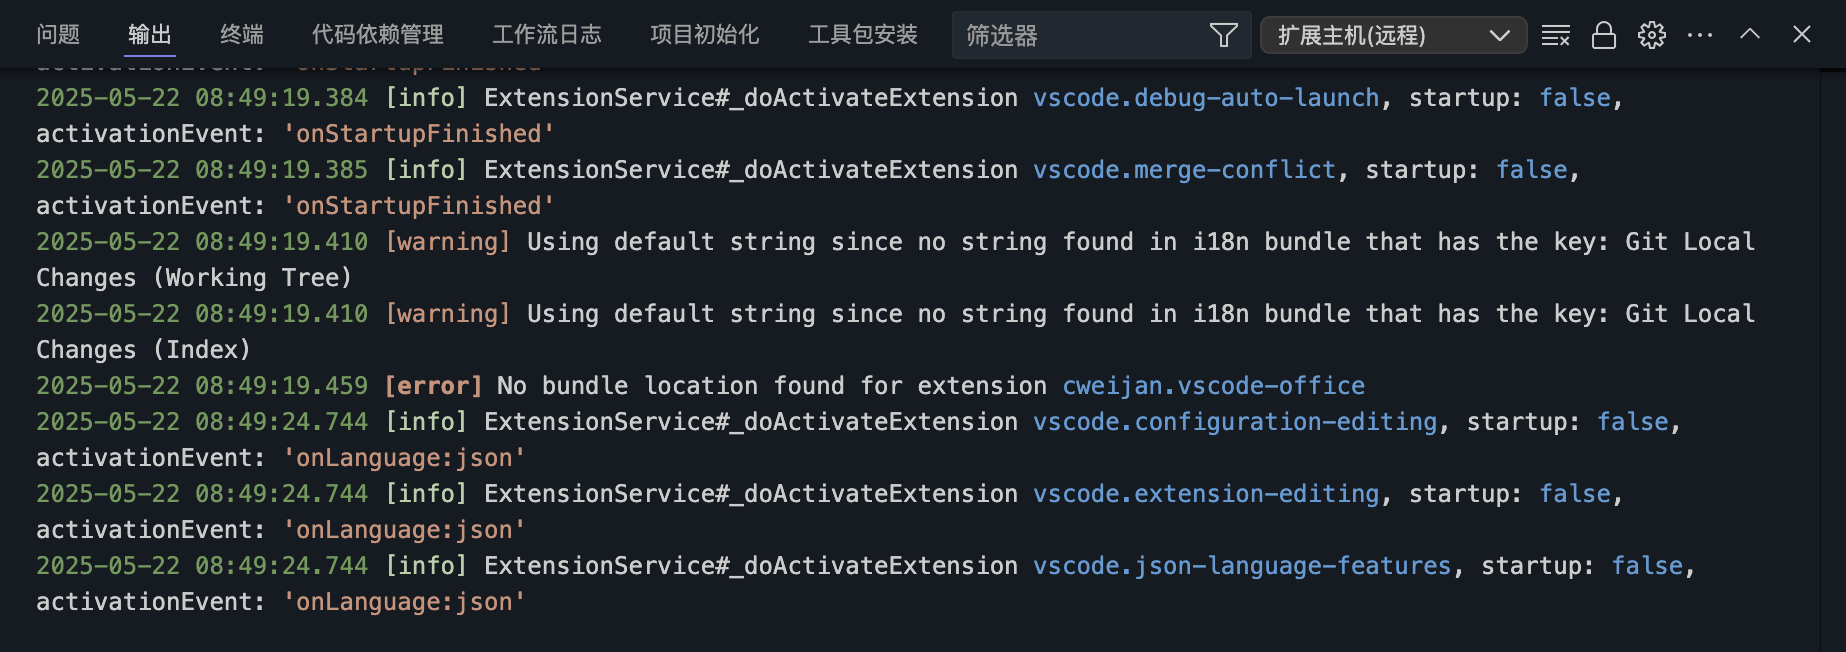 问题 输出 终端 代码依赖管理 工作流日志 项目初始化 工具包安装 筛选器 扩展主机(远程)
activationEvent: 'onStartupFinished'
2025-05-22 08:49:19.384 [info] ExtensionService#_doActivateExtension vscode.debug-auto-launch, startup: false,
activationEvent: 'onStartupFinished'
2025-05-22 08:49:19.385 [info] ExtensionService#_doActivateExtension vscode.merge-conflict, startup: false,
activationEvent: 'onStartupFinished'
2025-05-22 08:49:19.410 [warning] Using default string since no string found in i18n bundle that has the key: Git Local
Changes (Working Tree)
2025-05-22 08:49:19.410 [warning] Using default string since no string found in i18n bundle that has the key: Git Local
Changes (Index)
2025-05-22 08:49:19.459 [error] No bundle location found for extension cweijan.vscode-office
2025-05-22 08:49:24.744 [info] ExtensionService#_doActivateExtension vscode.configuration-editing, startup: false,
activationEvent: 'onLanguage:json'
2025-05-22 08:49:24.744 [info] ExtensionService#_doActivateExtension vscode.extension-editing, startup: false,
activationEvent: 'onLanguage:json'
2025-05-22 08:49:24.744 [info] ExtensionService#_doActivateExtension vscode.json-language-features, startup: false,
activationEvent: 'onLanguage:json'